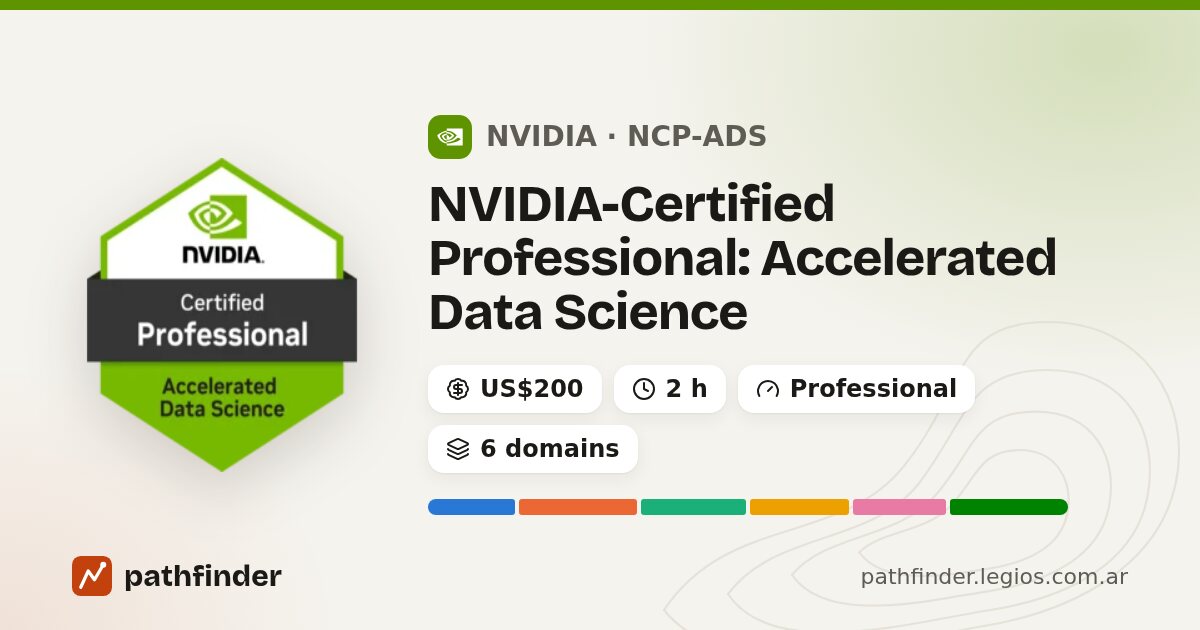 NVIDIA · NCP-ADS
NVIDIA-Certified
Professional: Accelerated
Data Science
NVIDIA.
Certified
Professional
Accelerated
Data Science
US$200
2 h
Professional
6 domains
pathfinder
pathfinder.legios.com.ar